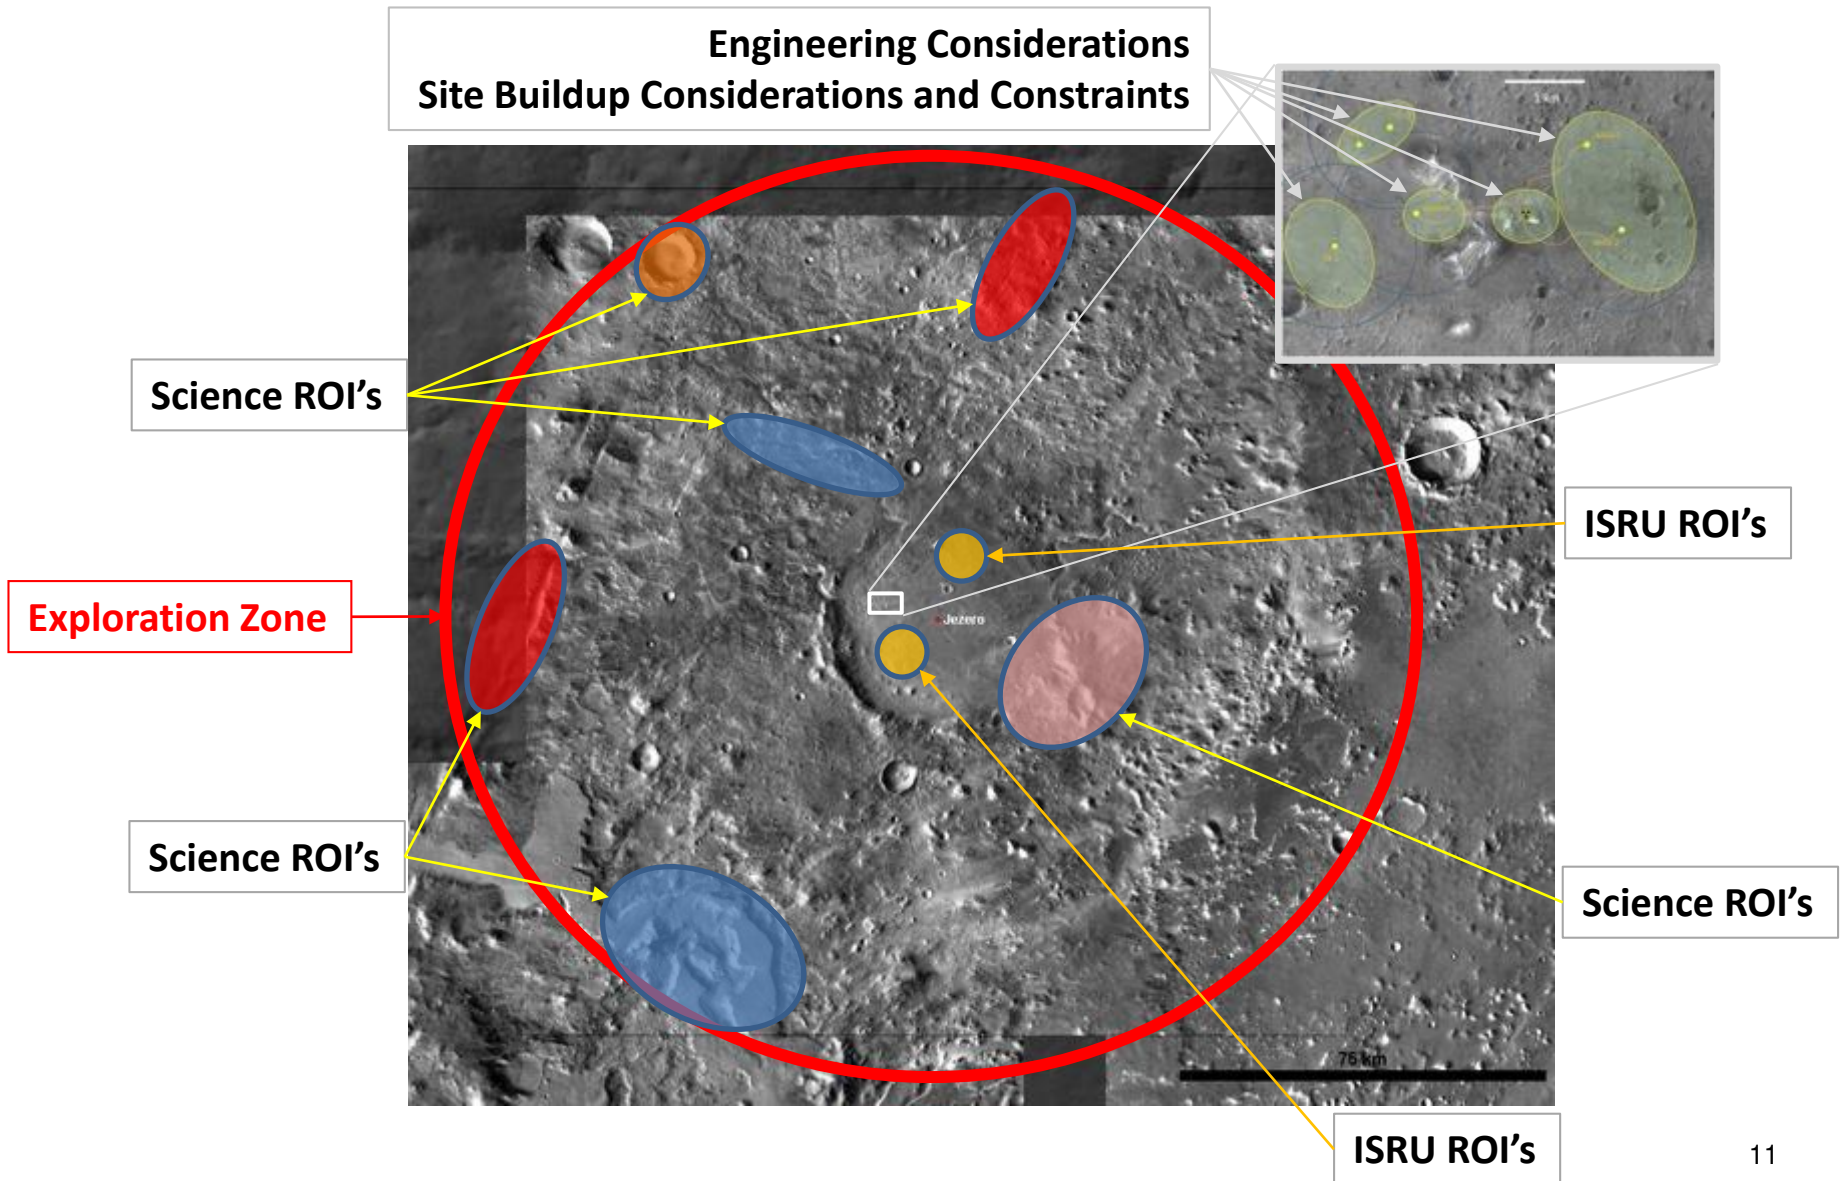 Engineering Considerations
Site Buildup Considerations and Constraints
Science ROI's
ISRU ROI's
Exploration Zone
Jezero
Science ROI's
Science ROI's
76 km
ISRU ROI's
11